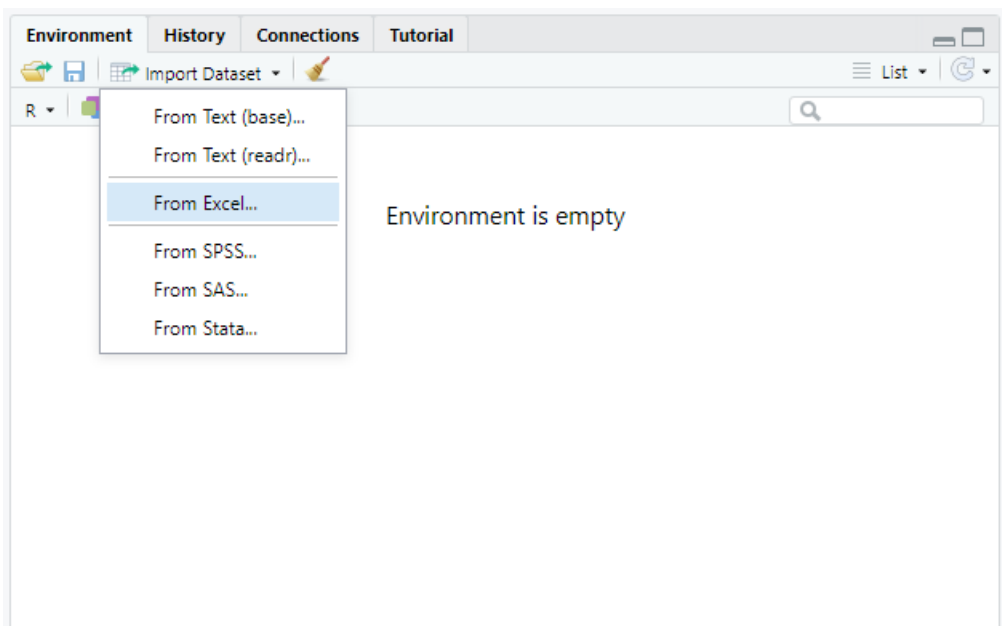 Environment History Connections Tutorial
Import Dataset List
R
From Text (base)...
From Text (readr)...
From Excel...
Environment is empty
From SPSS...
From SAS...
From Stata...